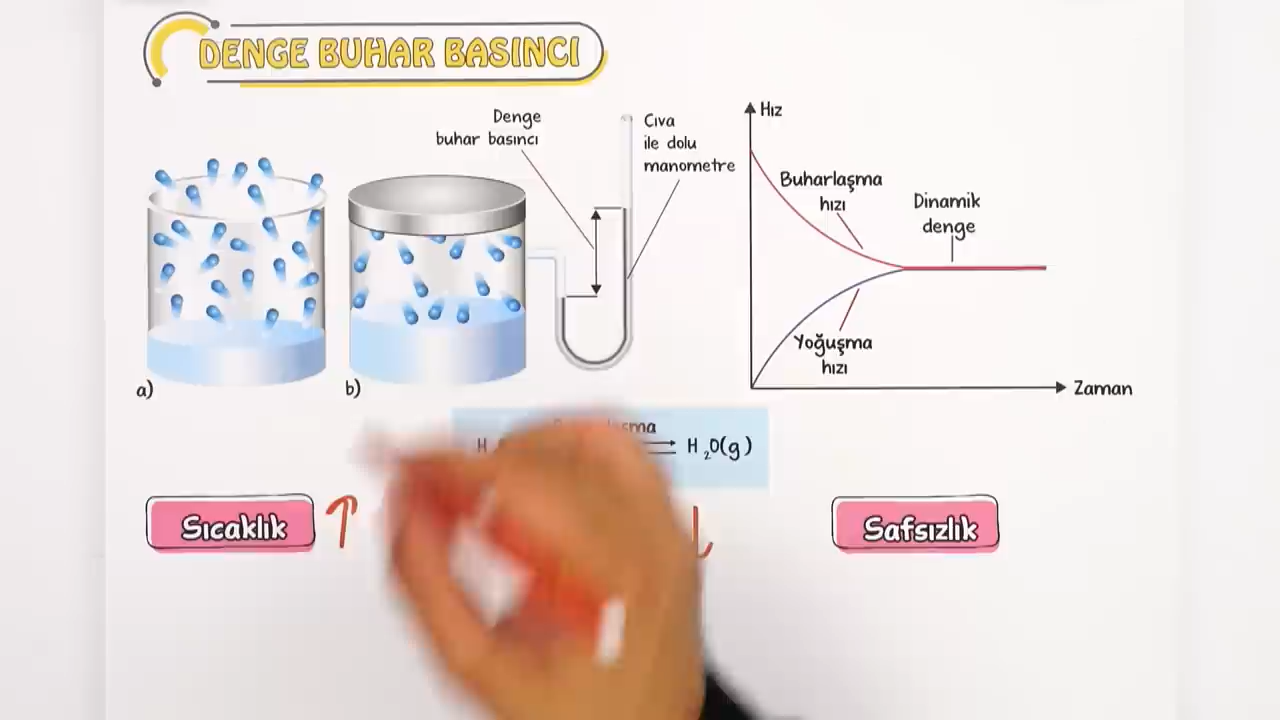 DENGE BUHAR BASINCI
Denge
buhar basıncı
Cıva
ile dolu
manometre
a)
b)
Hız
Buharlaşma
hızı
Dinamik
denge
Yoğuşma
hızı
Zaman
H₂O(g)
Sıcaklık
Safsızlık